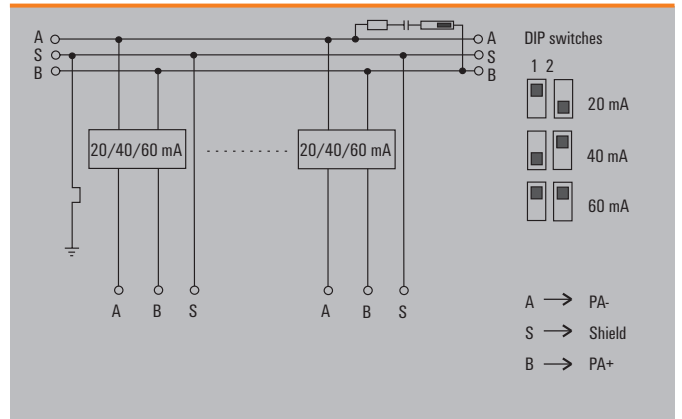 A
S
B
A
S
B
20/40/60 mA
20/40/60 mA
A B S
A B S
DIP switches
1 2
20 mA
40 mA
60 mA
A PA-
S Shield
B PA+